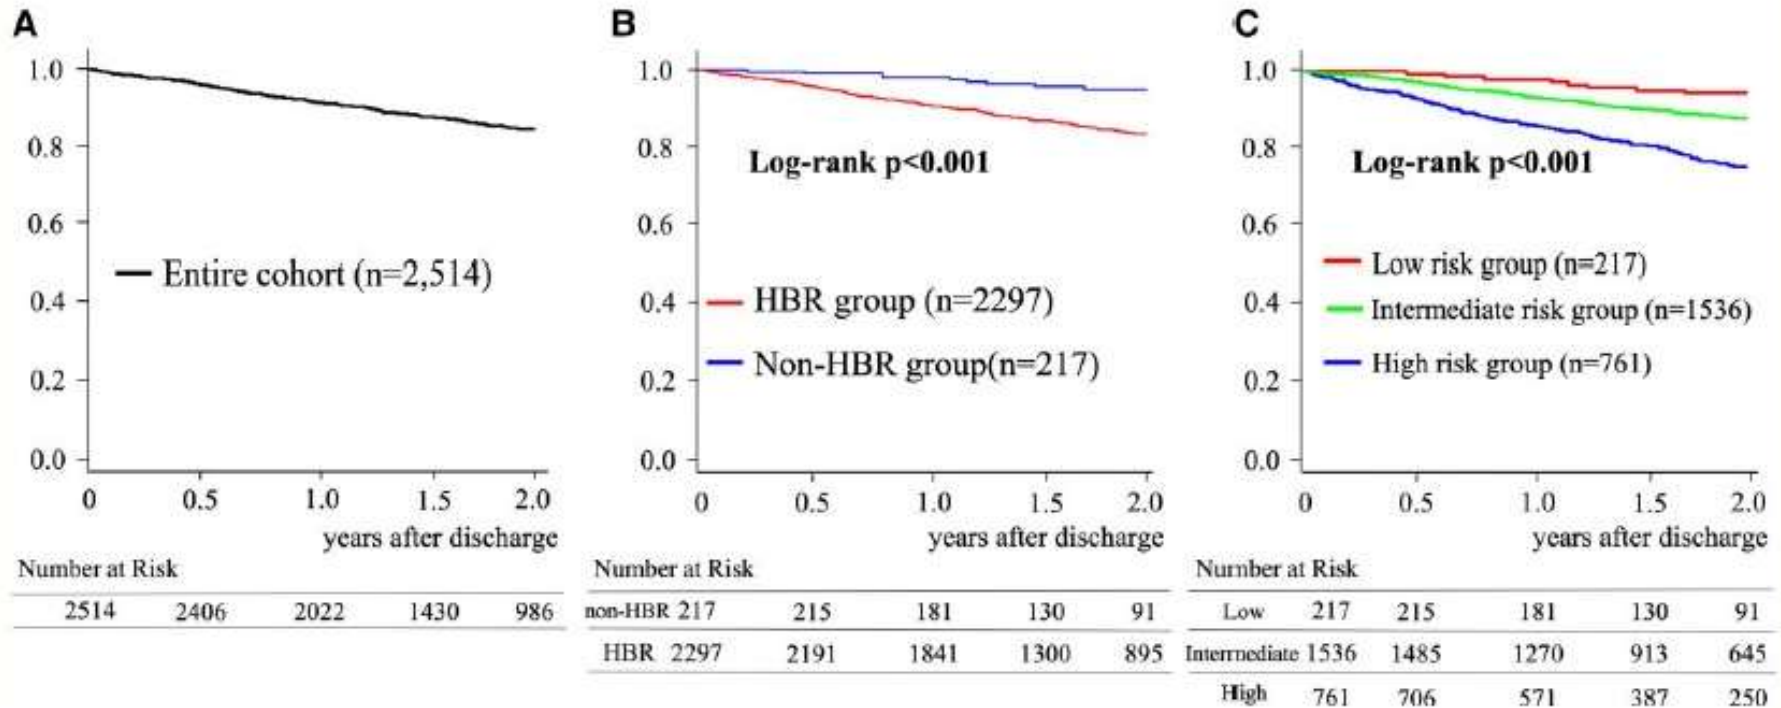 A
1.0
0.8
0.6
0.4
0.2
0.0
Entire cohort (n=2,514)
0 0.5 1.0 1.5 2.0
years after discharge
Number at Risk
2514 2406 2022 1430 986
B
1.0
0.8
0.6
0.4
0.2
0.0
Log-rank p<0.001
HBR group (n=2297)
Non-HBR group(n=217)
0 0.5 1.0 1.5 2.0
years after discharge
Number at Risk
non-HBR 217 215 181 130 91
HBR 2297 2191 1841 1300 895
C
1.0
0.8
0.6
0.4
0.2
0.0
Log-rank p<0.001
Low risk group (n=217)
Intermediate risk group (n=1536)
High risk group (n=761)
0 0.5 1.0 1.5 2.0
years after discharge
Number at Risk
Low 217 215 181 130 91
Intermediate 1536 1485 1270 913 645
High 761 706 571 387 250